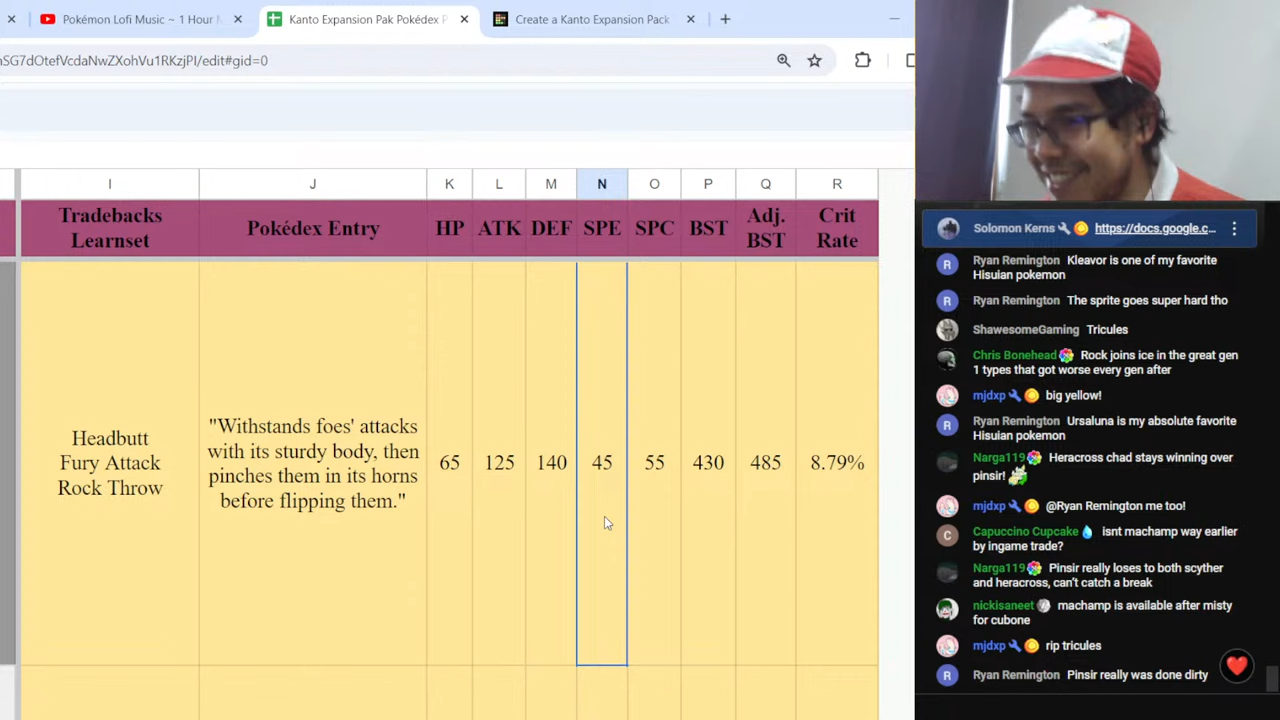 Pokémon Lofi Music ~ 1 Hour
Kanto Expansion Pak Pokédex P
Create a Kanto Expansion Pack
nSG7dOtefVcdaNwZXohVu1RKzjPI/edit#gid=0
I J K L M N O P Q R
Tradebacks Learnset Pokédex Entry HP ATK DEF SPE SPC BST Adj. BST Crit Rate
"Withstands foes' attacks
with its sturdy body, then
pinches them in its horns
before flipping them."
Headbutt
Fury Attack
Rock Throw
65 125 140 45 55 430 485 8.79%
Solomon Kerns https://docs.google.c...
Ryan Remington Kleavor is one of my favorite
Hisuian pokemon
Ryan Remington The sprite goes super hard tho
ShawesomeGaming Tricules
Chris Bonehead Rock joins ice in the great gen
1 types that got worse every gen after
mjdxp big yellow!
Ryan Remington Ursaluna is my absolute favorite
Hisuian pokemon
Narga119 Heracross chad stays winning over
pinsir!
mjdxp @Ryan Remington me too!
Capuccino Cupcake isnt machamp way earlier
by ingame trade?
Narga119 Pinsir really loses to both scyther
and heracross, can't catch a break
nickisaneet machamp is available after misty
for cubone
mjdxp rip tricules
Ryan Remington Pinsir really was done dirty